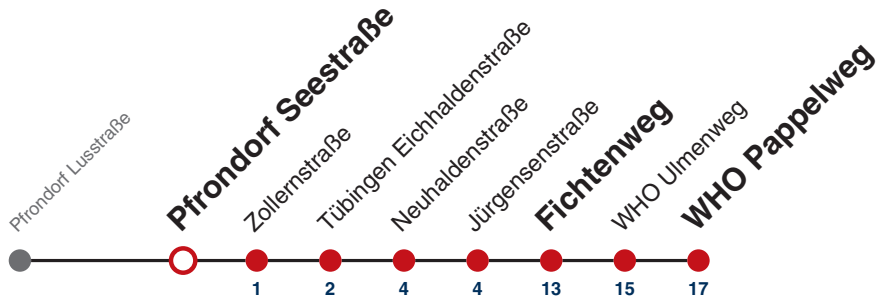 Pfrondorf Lusstraße
Pfrondorf Seestraße
Zollernstraße
Tübingen Eichhaldenstraße
Neuhaldenstraße
Jürgensenstraße
Fichtenweg
WHO Ulmenweg
WHO Pappelweg
1 2 4 4 13 15 17